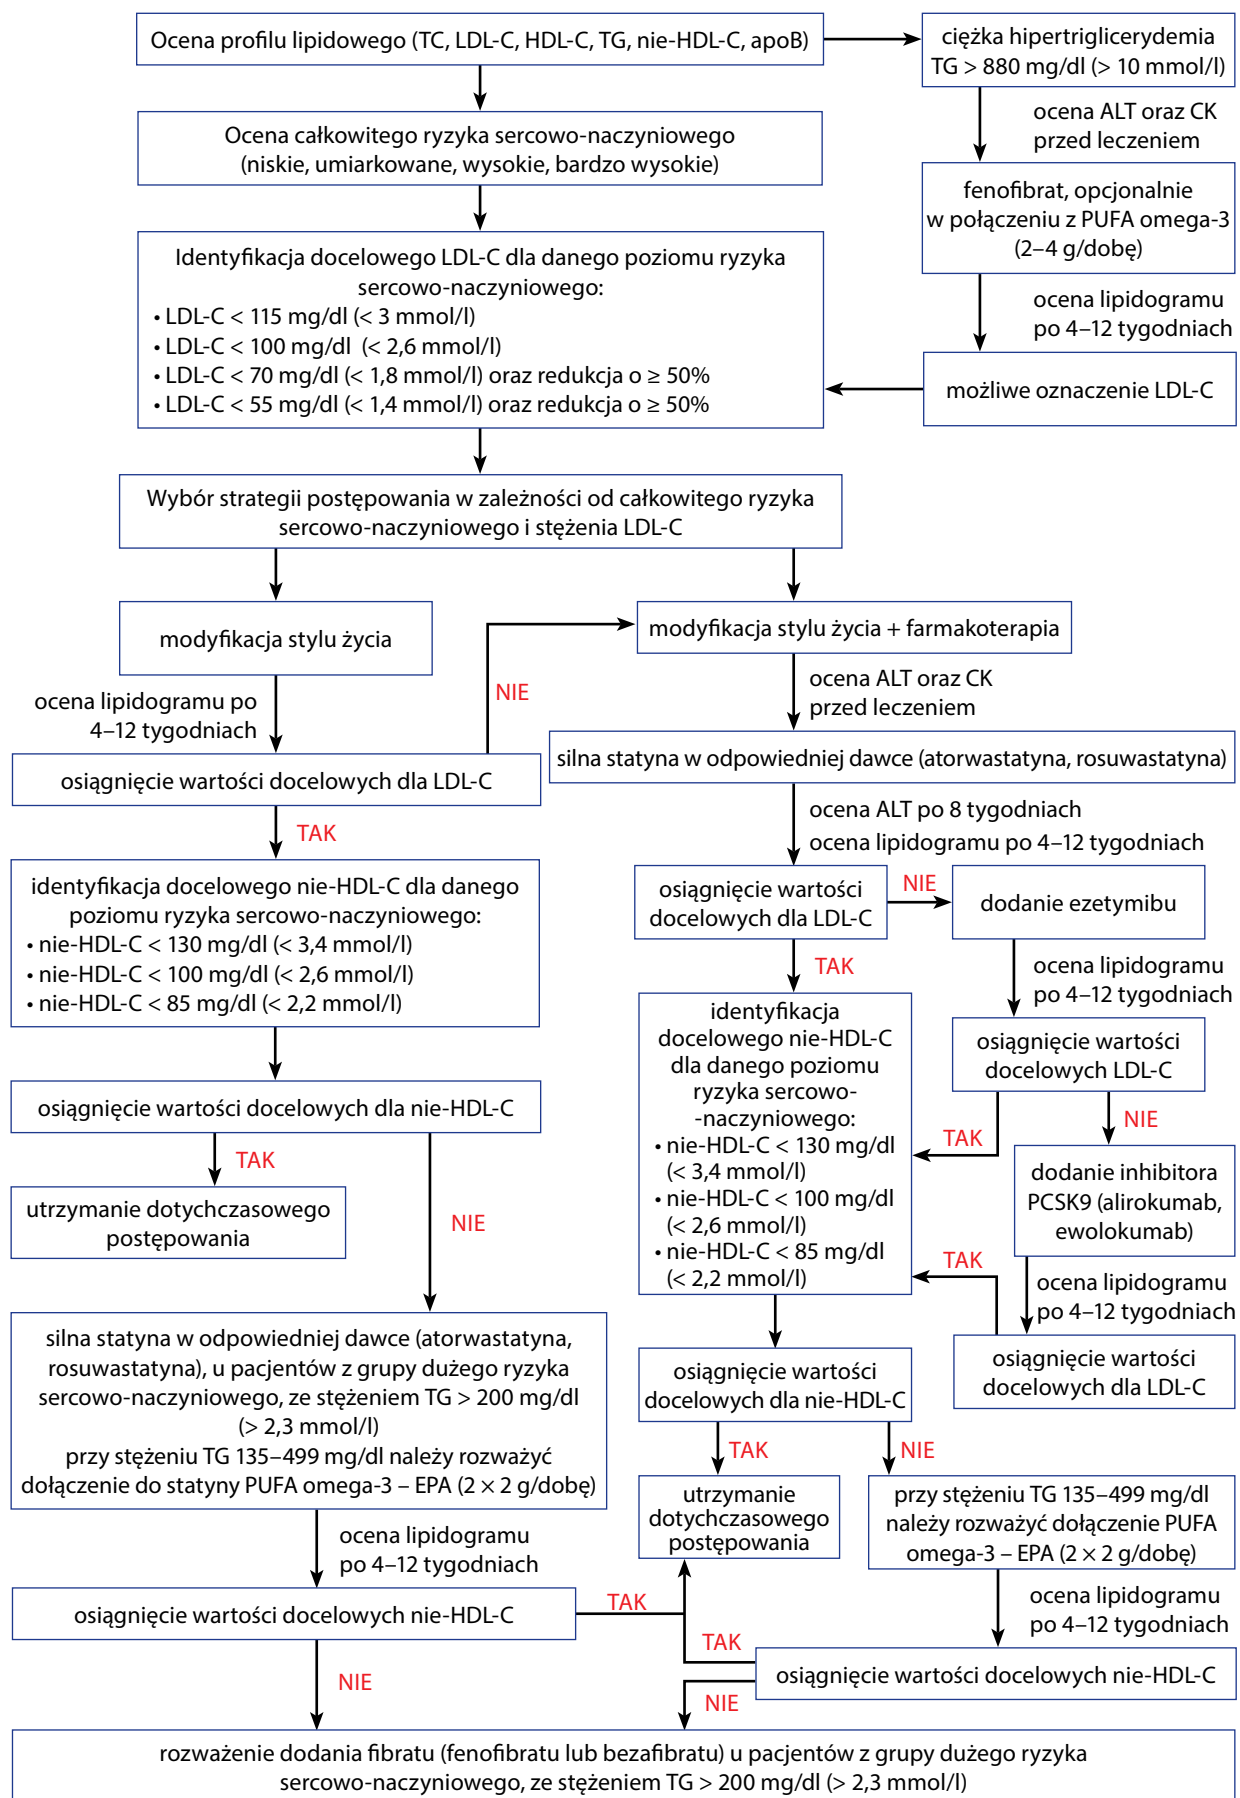 Ocena profilu lipidowego (TC, LDL-C, HDL-C, TG, nie-HDL-C, apoB)
ciężka hipertriglicerydemia
TG > 880 mg/dl (> 10 mmol/l)
ocena ALT oraz CK
przed leczeniem
Ocena całkowitego ryzyka sercowo-naczyniowego
(niskie, umiarkowane, wysokie, bardzo wysokie)
fenofibrat, opcjonalnie
w połączeniu z PUFA omega-3
(2–4 g/dobę)
Identyfikacja docelowego LDL-C dla danego poziomu ryzyka
sercowo-naczyniowego:
• LDL-C < 115 mg/dl (< 3 mmol/l)
• LDL-C < 100 mg/dl (< 2,6 mmol/l)
• LDL-C < 70 mg/dl (< 1,8 mmol/l) oraz redukcja o ≥ 50%
• LDL-C < 55 mg/dl (< 1,4 mmol/l) oraz redukcja o ≥ 50%
ocena lipidogramu
po 4–12 tygodniach
możliwe oznaczenie LDL-C
Wybór strategii postępowania w zależności od całkowitego ryzyka
sercowo-naczyniowego i stężenia LDL-C
modyfikacja stylu życia
modyfikacja stylu życia + farmakoterapia
ocena lipidogramu po
4–12 tygodniach
NIE
ocena ALT oraz CK
przed leczeniem
osiągnięcie wartości docelowych dla LDL-C
silna statyna w odpowiedniej dawce (atorwastatyna, rosuwastatyna)
TAK
ocena ALT po 8 tygodniach
ocena lipidogramu po 4–12 tygodniach
identyfikacja docelowego nie-HDL-C dla danego
poziomu ryzyka sercowo-naczyniowego:
• nie-HDL-C < 130 mg/dl (< 3,4 mmol/l)
• nie-HDL-C < 100 mg/dl (< 2,6 mmol/l)
• nie-HDL-C < 85 mg/dl (< 2,2 mmol/l)
osiągnięcie wartości
docelowych dla LDL-C
NIE
dodanie ezetymibu
TAK
ocena lipidogramu
po 4–12 tygodniach
identyfikacja
docelowego nie-HDL-C
dla danego poziomu
ryzyka sercowo-
-naczyniowego:
• nie-HDL-C < 130 mg/dl
(< 3,4 mmol/l)
• nie-HDL-C < 100 mg/dl
(< 2,6 mmol/l)
• nie-HDL-C < 85 mg/dl
(< 2,2 mmol/l)
osiągnięcie wartości
docelowych LDL-C
TAK
NIE
osiągnięcie wartości docelowych dla nie-HDL-C
TAK
NIE
utrzymanie dotychczasowego
postępowania
dodanie inhibitora
PCSK9 (alirokumab,
ewolokumab)
TAK
ocena lipidogramu
po 4–12 tygodniach
osiągnięcie wartości
docelowych dla LDL-C
silna statyna w odpowiedniej dawce (atorwastatyna,
rosuwastatyna), u pacjentów z grupy dużego ryzyka
sercowo-naczyniowego, ze stężeniem TG > 200 mg/dl
(> 2,3 mmol/l)
przy stężeniu TG 135–499 mg/dl należy rozważyć
dołączenie do statyny PUFA omega-3 – EPA (2 × 2 g/dobę)
osiągnięcie wartości
docelowych dla nie-HDL-C
TAK
NIE
utrzymanie
dotychczasowego
postępowania
przy stężeniu TG 135–499 mg/dl
należy rozważyć dołączenie PUFA
omega-3 – EPA (2 × 2 g/dobę)
ocena lipidogramu
po 4–12 tygodniach
ocena lipidogramu
po 4–12 tygodniach
osiągnięcie wartości docelowych nie-HDL-C
TAK
TAK
osiągnięcie wartości docelowych nie-HDL-C
NIE
NIE
rozważenie dodania fibratu (fenofibratu lub bezafibratu) u pacjentów z grupy dużego ryzyka
sercowo-naczyniowego, ze stężeniem TG > 200 mg/dl (> 2,3 mmol/l)